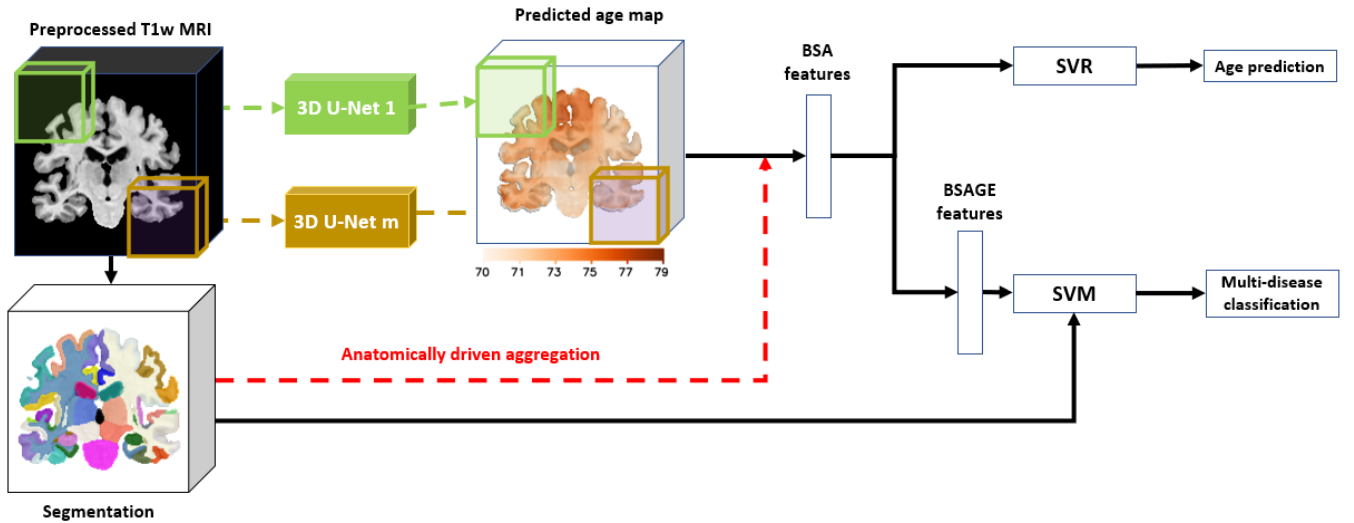 Preprocessed T1w MRI
Predicted age map
3D U-Net 1
3D U-Net m
70 71 73 75 77 79
BSA
features
SVR
Age prediction
BSAGE
features
SVM
Multi-disease
classification
Anatomically driven aggregation
Segmentation